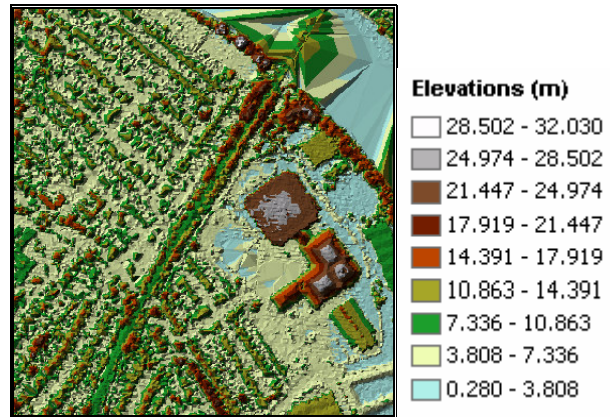 Elevations (m)
28.502 - 32.030
24.974 - 28.502
21.447 - 24.974
17.919 - 21.447
14.391 - 17.919
10.863 - 14.391
7.336 - 10.863
3.808 - 7.336
0.280 - 3.808